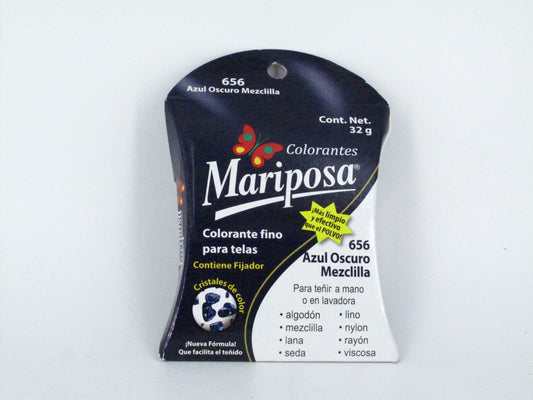 656
Azul Oscuro Mezclilla
Cont. Net.
32 g
Colorantes
Mariposa®
¡Más limpio
y efectivo
que el POLVO!
Colorante fino
para telas
Contiene Fijador
656
Azul Oscuro
Mezclilla
Para teñir a mano
o en lavadora
• algodón
• mezclilla
• lana
• seda
• lino
• nylon
• rayón
• viscosa
Cristales de color
¡Nueva Fórmula!
Que facilita el teñido